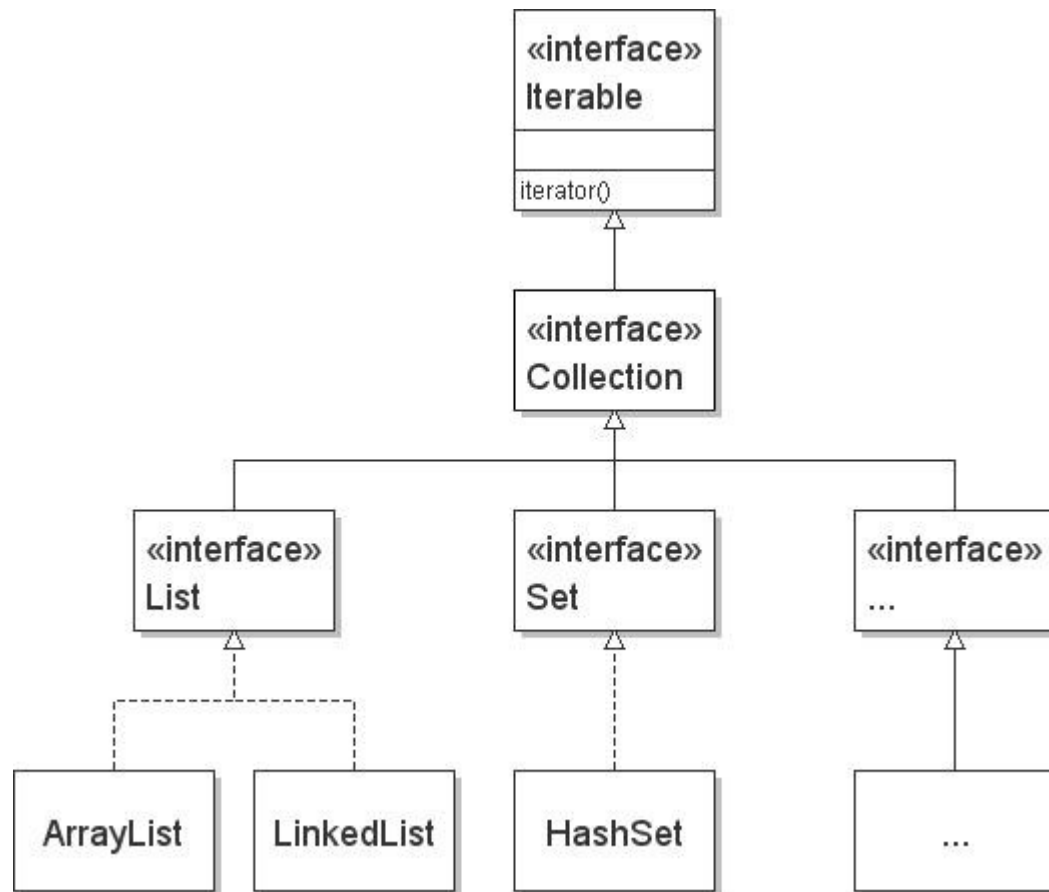 «interface»
Iterable
iterator()
«interface»
Collection
«interface»
List
«interface»
Set
«interface»
...
ArrayList
LinkedList
HashSet
...